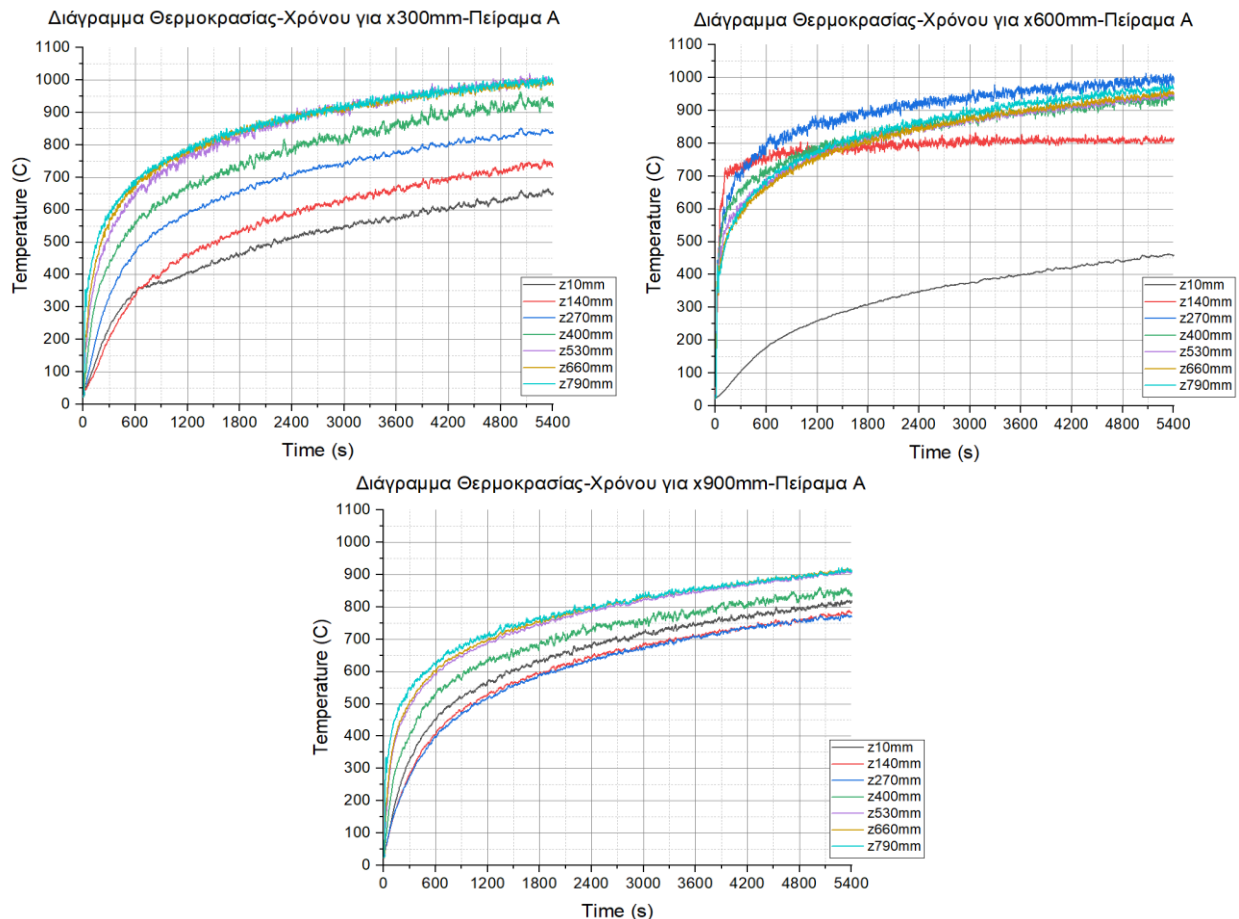 Διάγραμμα Θερμοκρασίας-Χρόνου για x300mm-Πείραμα Α
1100
1000
900
800
700
600
500
400
300
200
100
0
Temperature (C)
z10mm
z140mm
z270mm
z400mm
z530mm
z660mm
z790mm
0 600 1200 1800 2400 3000 3600 4200 4800 5400
Time (s)
Διάγραμμα Θερμοκρασίας-Χρόνου για x600mm-Πείραμα Α
1100
1000
900
800
700
600
500
400
300
200
100
0
Temperature (C)
z10mm
z140mm
z270mm
z400mm
z530mm
z660mm
z790mm
0 600 1200 1800 2400 3000 3600 4200 4800 5400
Time (s)
Διάγραμμα Θερμοκρασίας-Χρόνου για x900mm-Πείραμα Α
1100
1000
900
800
700
600
500
400
300
200
100
0
Temperature (C)
z10mm
z140mm
z270mm
z400mm
z530mm
z660mm
z790mm
0 600 1200 1800 2400 3000 3600 4200 4800 5400
Time (s)